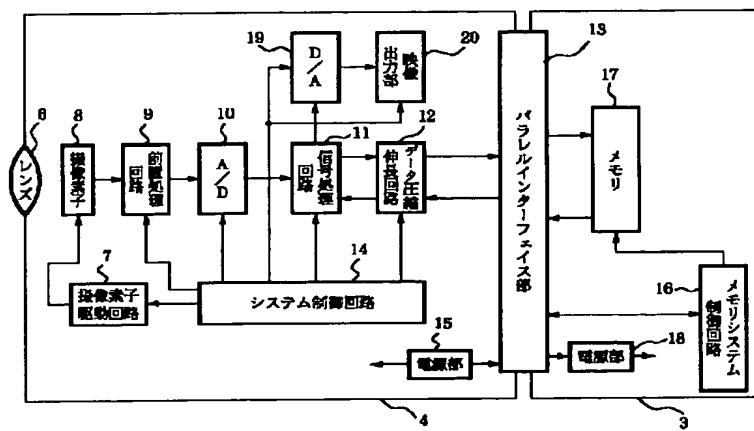 19
D/A
出力部
映像
20
13
17
6
レンズ
8
撮像素子
9
前置処理
回路
10
A/D
11
信号処理
回路
12
データ圧縮
伸長回路
パラレルインターフェイス部
メモリ
7
撮像素子
駆動回路
14
システム制御回路
16
メモリシステム
制御回路
15
電源部
18
電源部
4
3